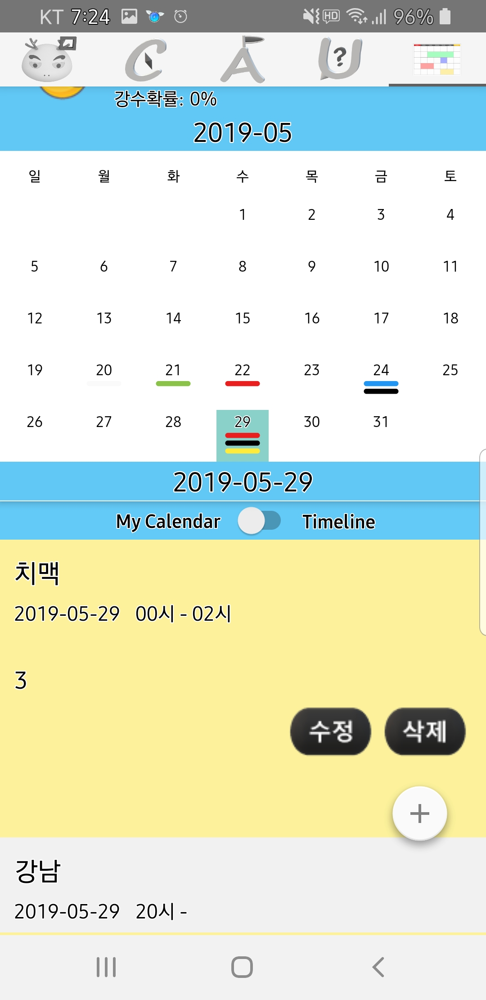 KT 7:24 HD 96%
C A U ?
강수확률: 0%
2019-05
일 월 화 수 목 금 토
1 2 3 4
5 6 7 8 9 10 11
12 13 14 15 16 17 18
19 20 21 22 23 24 25
26 27 28 29 30 31
2019-05-29
My Calendar Timeline
치맥
2019-05-29 00시 - 02시
3
수정 삭제
+
강남
2019-05-29 20시 -